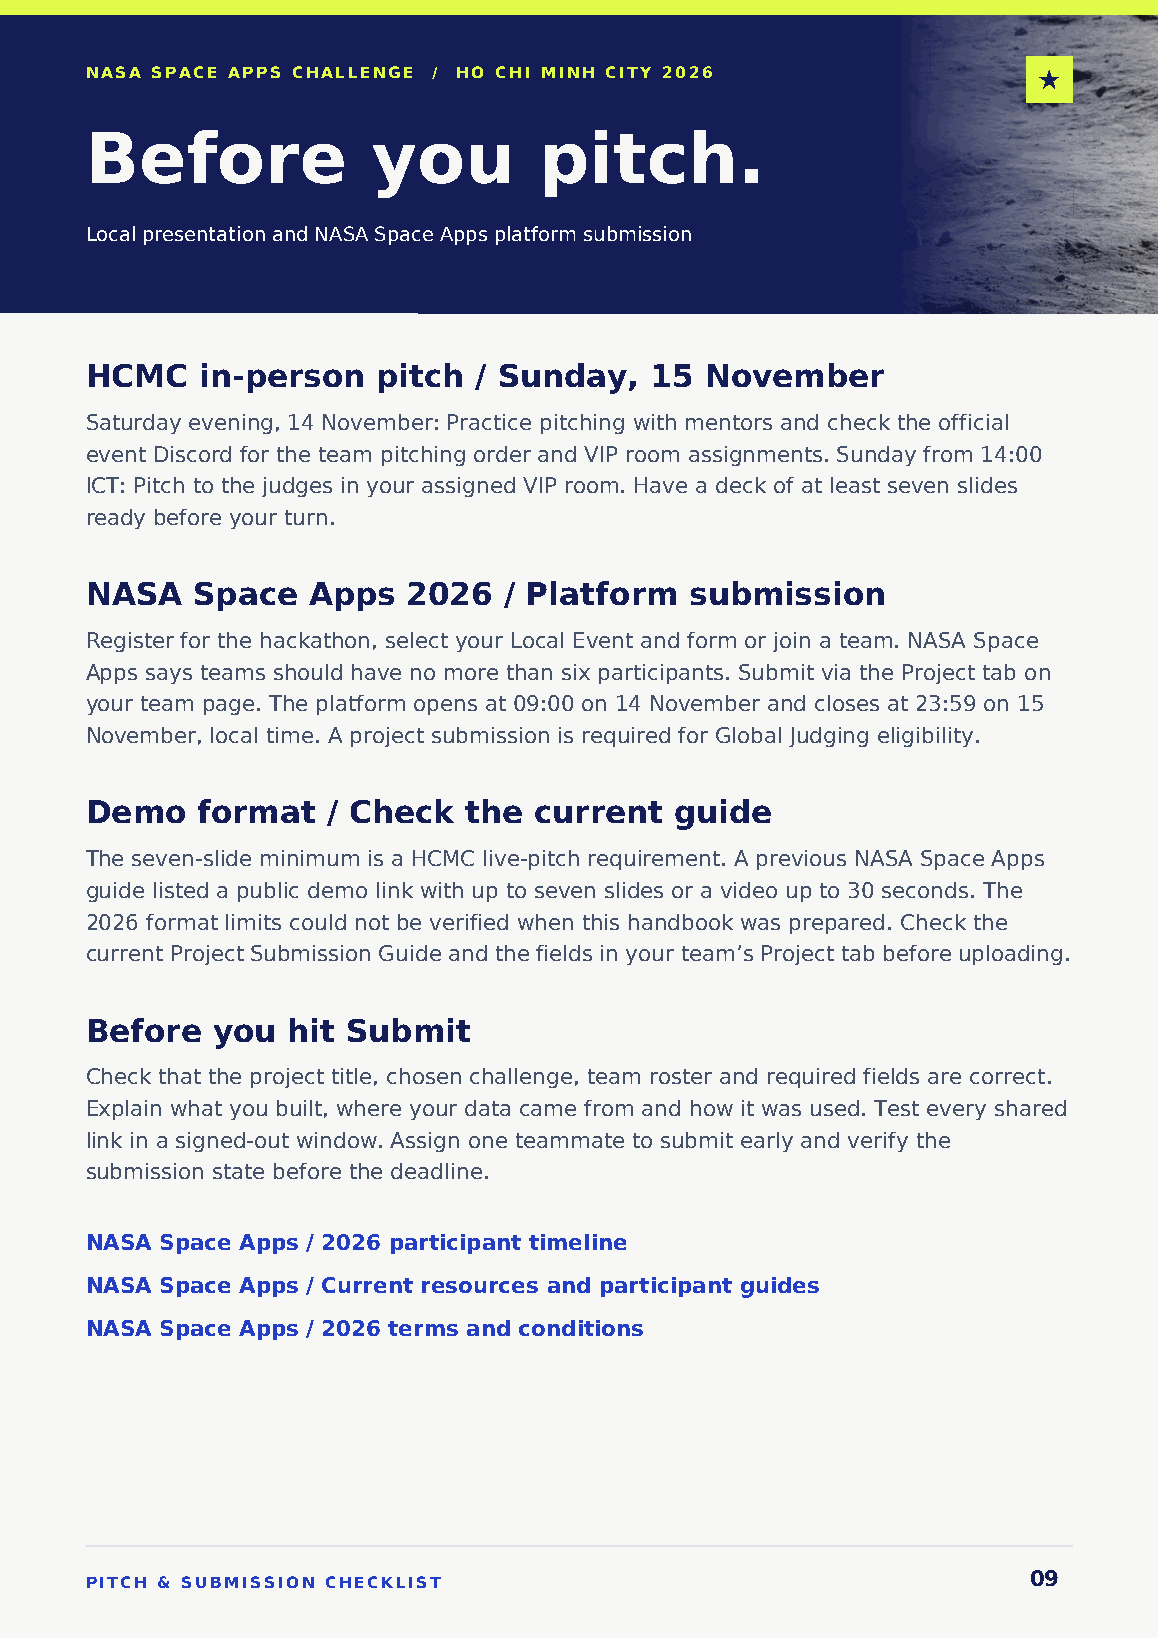 NASA SPACE APPS CHALLENGE / HO CHI MINH CITY 2026
★
Before you pitch.
Local presentation and NASA Space Apps platform submission
HCMC in-person pitch / Sunday, 15 November
Saturday evening, 14 November: Practice pitching with mentors and check the official
event Discord for the team pitching order and VIP room assignments. Sunday from 14:00
ICT: Pitch to the judges in your assigned VIP room. Have a deck of at least seven slides
ready before your turn.
NASA Space Apps 2026 / Platform submission
Register for the hackathon, select your Local Event and form or join a team. NASA Space
Apps says teams should have no more than six participants. Submit via the Project tab on
your team page. The platform opens at 09:00 on 14 November and closes at 23:59 on 15
November, local time. A project submission is required for Global Judging eligibility.
Demo format / Check the current guide
The seven-slide minimum is a HCMC live-pitch requirement. A previous NASA Space Apps
guide listed a public demo link with up to seven slides or a video up to 30 seconds. The
2026 format limits could not be verified when this handbook was prepared. Check the
current Project Submission Guide and the fields in your team’s Project tab before uploading.
Before you hit Submit
Check that the project title, chosen challenge, team roster and required fields are correct.
Explain what you built, where your data came from and how it was used. Test every shared
link in a signed-out window. Assign one teammate to submit early and verify the
submission state before the deadline.
NASA Space Apps / 2026 participant timeline
NASA Space Apps / Current resources and participant guides
NASA Space Apps / 2026 terms and conditions
PITCH & SUBMISSION CHECKLIST
09